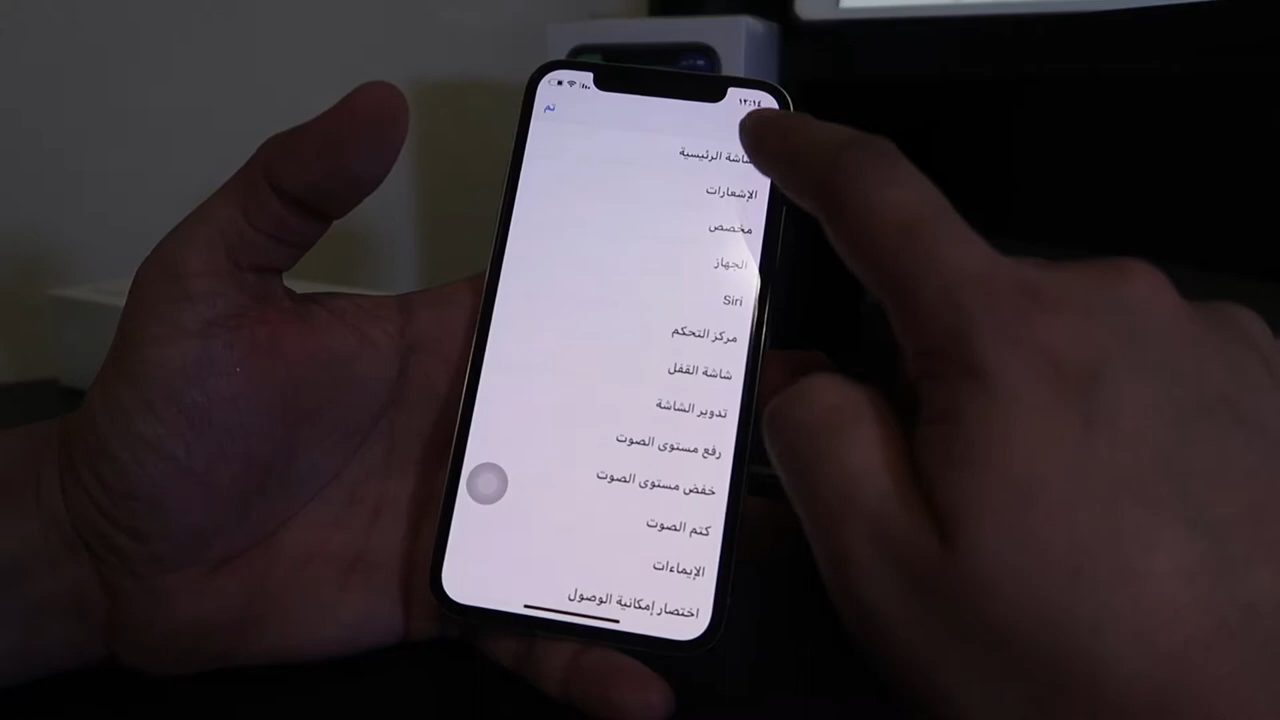 ١٢:١٤
تم
الرئيسية
الإشعارات
مخصص
الجهاز
Siri
مركز التحكم
شاشة القفل
تدوير الشاشة
رفع مستوى الصوت
خفض مستوى الصوت
كتم الصوت
الإيماءات
اختصار إمكانية الوصول